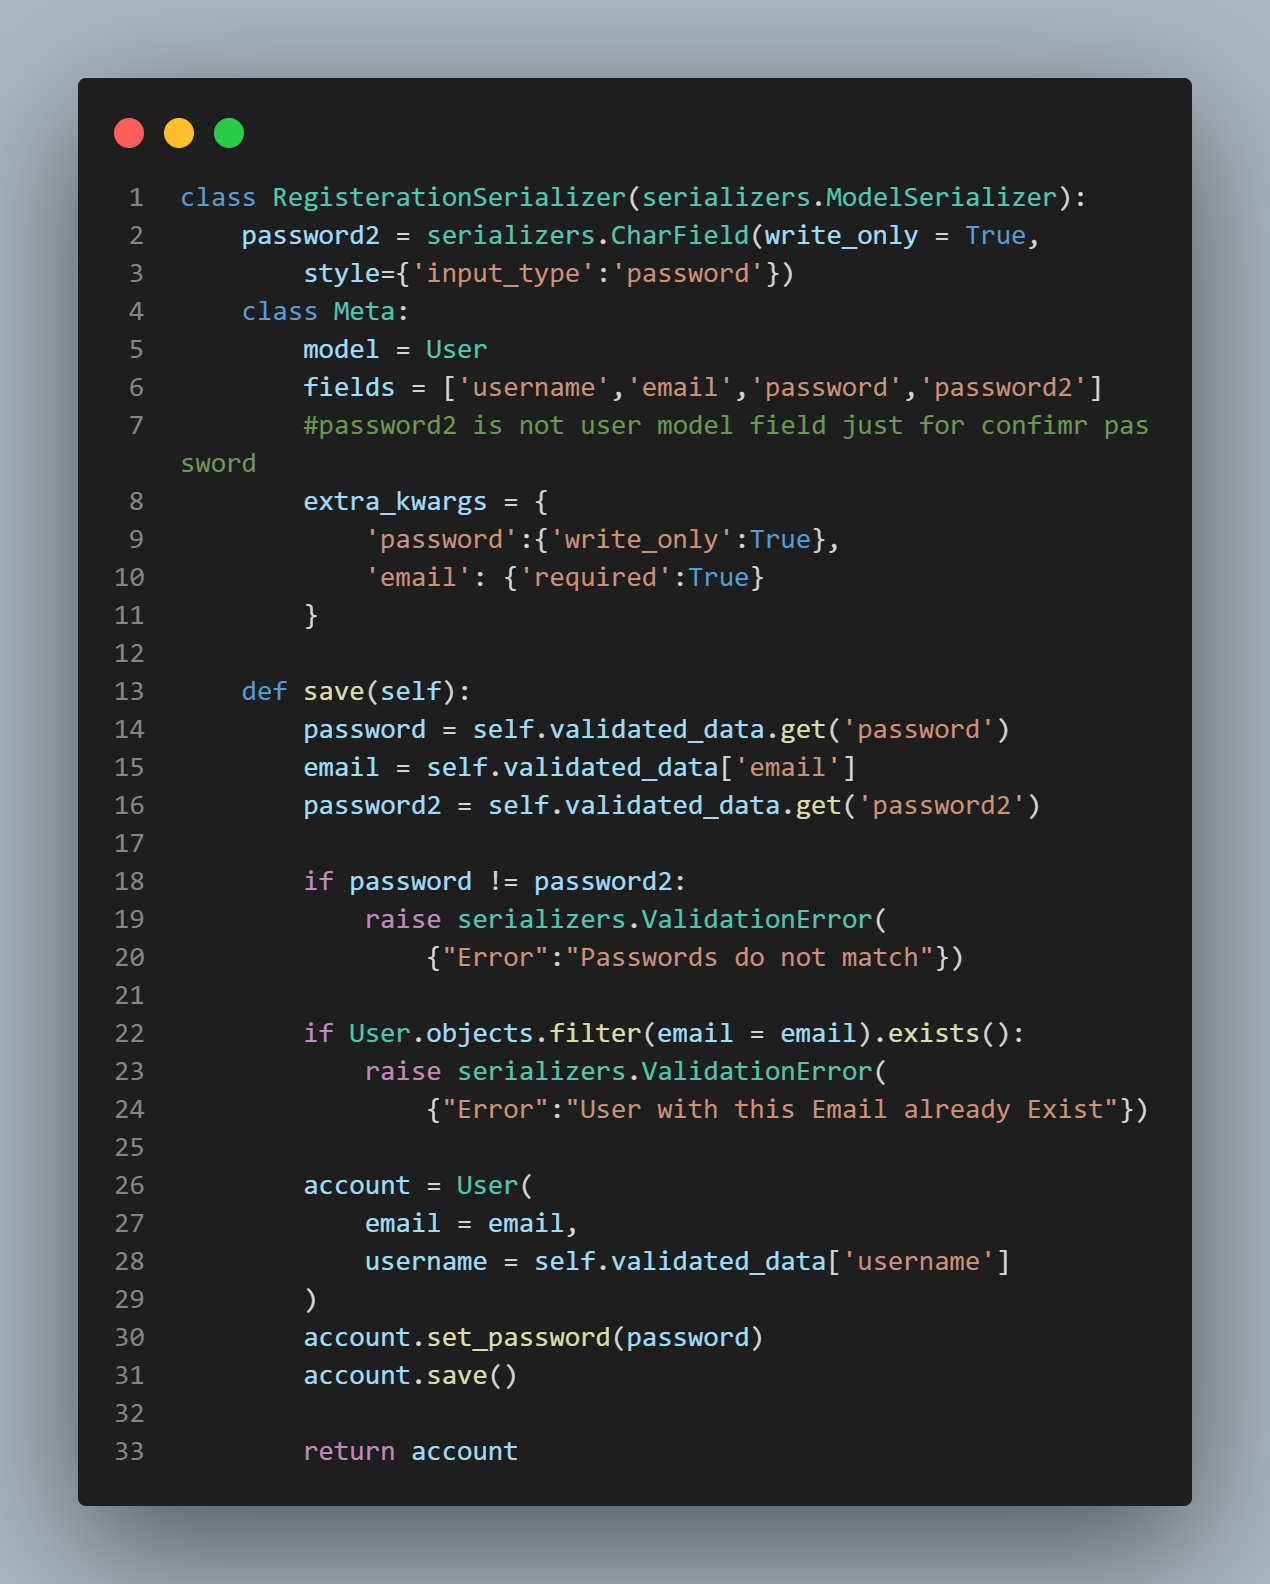 1 class RegisterationSerializer(serializers.ModelSerializer):
2     password2 = serializers.CharField(write_only = True,
3         style={'input_type':'password'})
4     class Meta:
5         model = User
6         fields = ['username','email','password','password2']
7         #password2 is not user model field just for confimr pas
sword
8         extra_kwargs = {
9             'password':{'write_only':True},
10             'email': {'required':True}
11         }
12
13     def save(self):
14         password = self.validated_data.get('password')
15         email = self.validated_data['email']
16         password2 = self.validated_data.get('password2')
17
18         if password != password2:
19             raise serializers.ValidationError(
20                 {"Error":"Passwords do not match"})
21
22         if User.objects.filter(email = email).exists():
23             raise serializers.ValidationError(
24                 {"Error":"User with this Email already Exist"})
25
26         account = User(
27             email = email,
28             username = self.validated_data['username']
29         )
30         account.set_password(password)
31         account.save()
32
33         return account